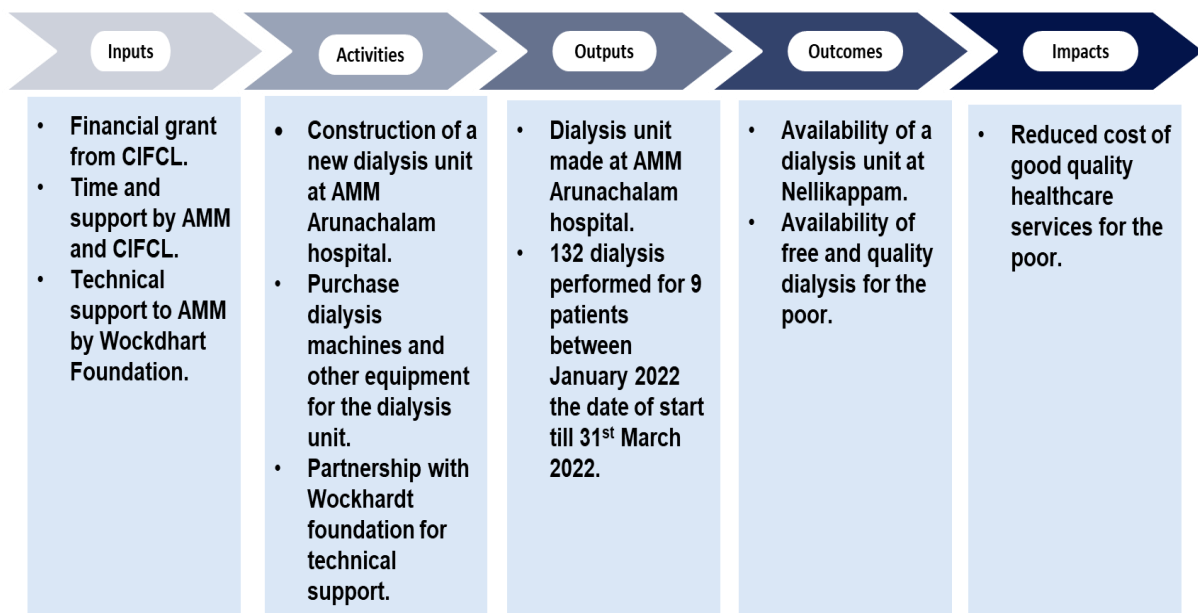 Inputs
Activities
Outputs
Outcomes
Impacts
• Financial grant
from CIFCL.
• Time and
support by AMM
and CIFCL.
• Technical
support to AMM
by Wockdhart
Foundation.
• Construction of a
new dialysis unit
at AMM
Arunachalam
hospital.
• Purchase
dialysis
machines and
other equipment
for the dialysis
unit.
• Partnership with
Wockhardt
foundation for
technical
support.
• Dialysis unit
made at AMM
Arunachalam
hospital.
• 132 dialysis
performed for 9
patients
between
January 2022
the date of start
till 31st March
2022.
• Availability of a
dialysis unit at
Nellikappam.
• Availability of
free and quality
dialysis for the
poor.
• Reduced cost of
good quality
healthcare
services for the
poor.